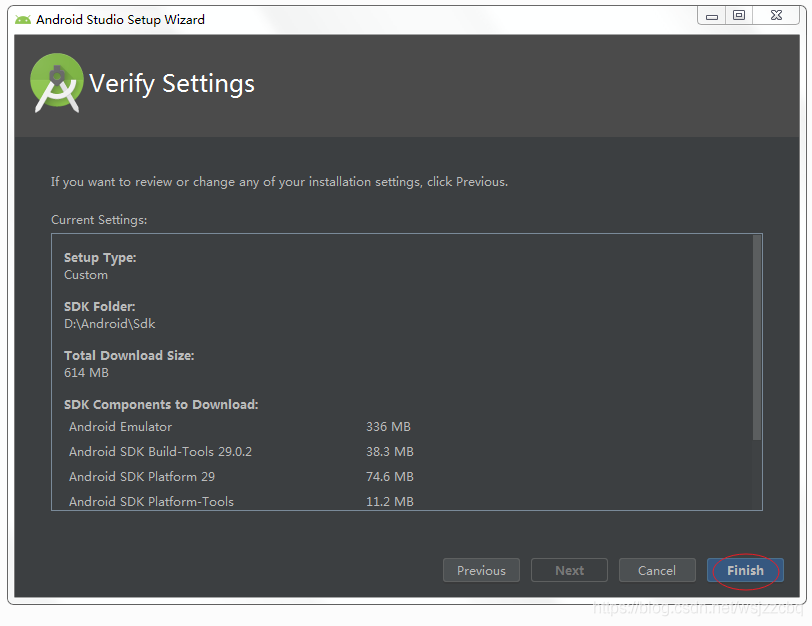 Android Studio Setup Wizard
Verify Settings
If you want to review or change any of your installation settings, click Previous.
Current Settings:
Setup Type:
Custom
SDK Folder:
D:\Android\Sdk
Total Download Size:
614 MB
SDK Components to Download:
Android Emulator 336 MB
Android SDK Build-Tools 29.0.2 38.3 MB
Android SDK Platform 29 74.6 MB
Android SDK Platform-Tools 11.2 MB
Previous Next Cancel Finish
https://blog.csdn.net/wsjzzcbq